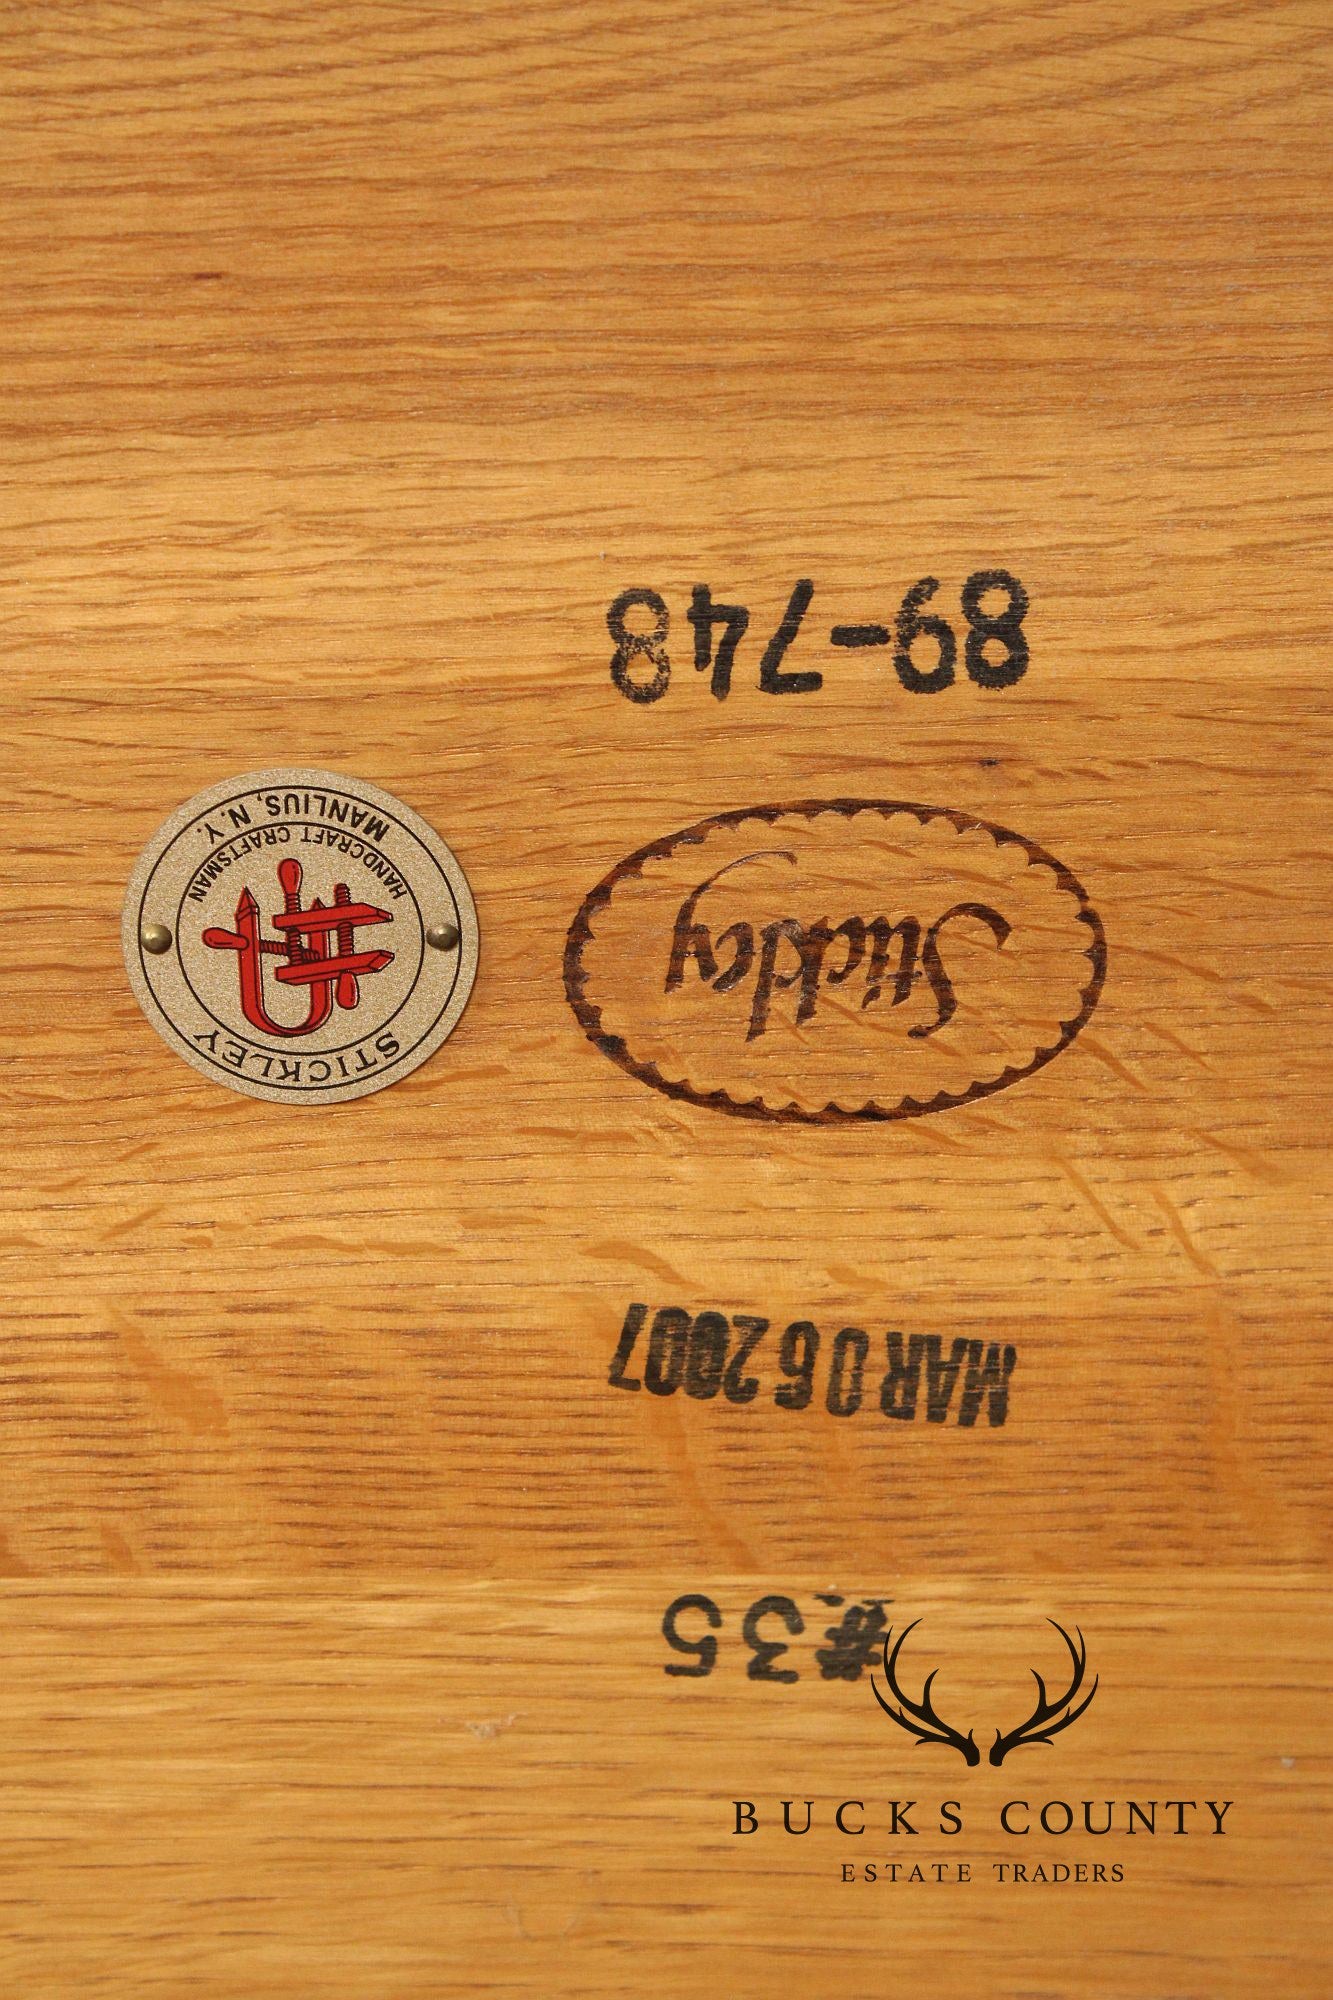 89-748
STICKLEY
HANDCRAFT CRAFTSMAN
MANLIUS, N.Y.
Stickley
MAR 06 2007
#35
BUCKS COUNTY
ESTATE TRADERS